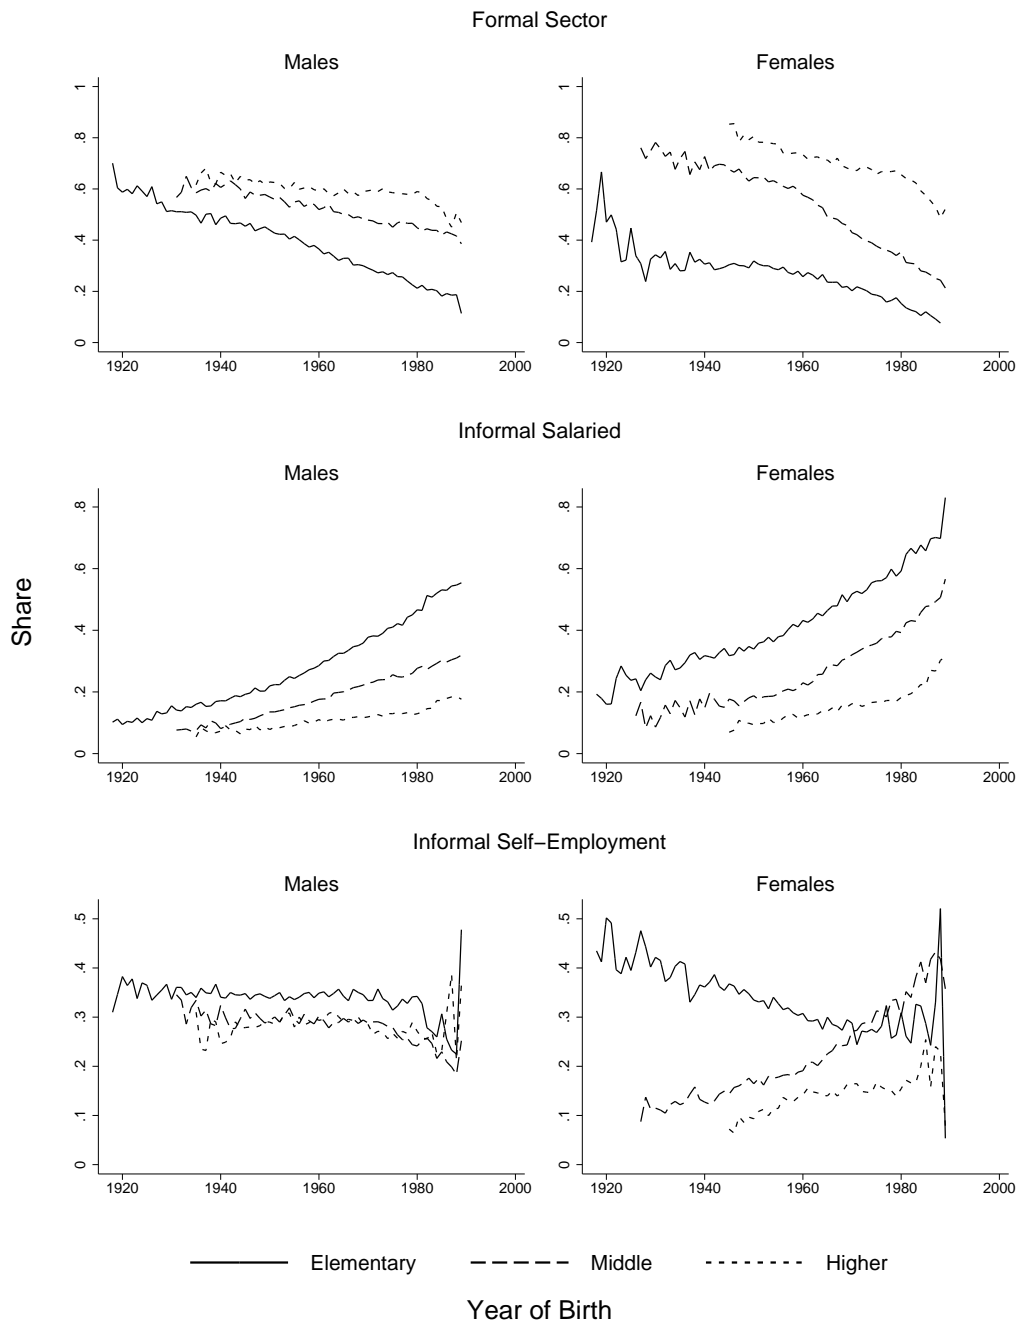 Formal Sector
Males
Females
0 .2 .4 .6 .8 1
0 .2 .4 .6 .8 1
1920 1940 1960 1980 2000
1920 1940 1960 1980 2000
Informal Salaried
Males
Females
0 .2 .4 .6 .8
0 .2 .4 .6 .8
1920 1940 1960 1980 2000
1920 1940 1960 1980 2000
Share
Informal Self−Employment
Males
Females
0 .1 .2 .3 .4 .5
0 .1 .2 .3 .4 .5
1920 1940 1960 1980 2000
1920 1940 1960 1980 2000
Elementary Middle Higher
Year of Birth